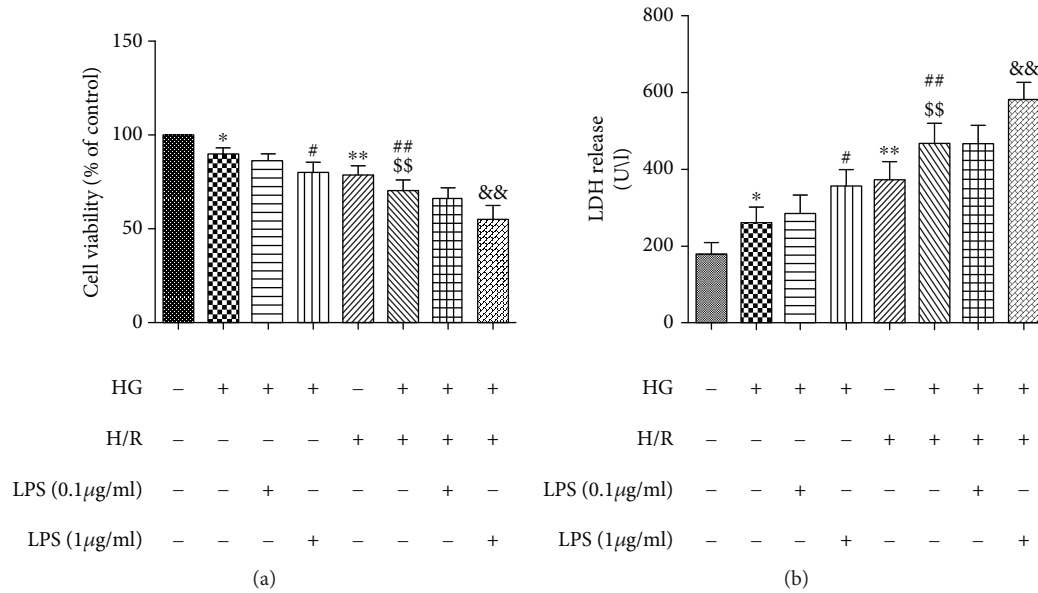 150
100
50
0
Cell viability (% of control)
*
#
**
##
$$
&&
HG – + + + – + + +
H/R – – – – + + + +
LPS (0.1μg/ml) – – + – – – + –
LPS (1μg/ml) – – – + – – – +
(a)
800
600
400
200
0
LDH release
(U\l)
*
#
**
##
$$
&&
HG – + + + – + + +
H/R – – – – + + + +
LPS (0.1μg/ml) – – + – – – + –
LPS (1μg/ml) – – – + – – – +
(b)